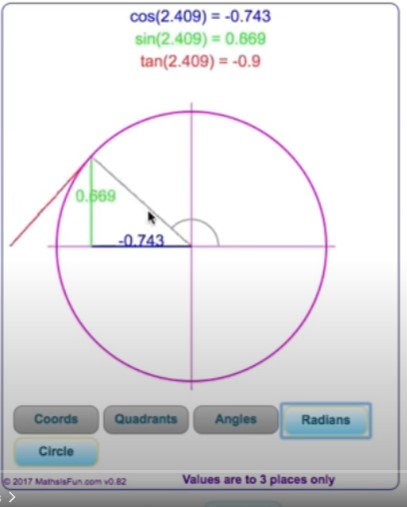 cos(2.409) = -0.743
sin(2.409) = 0.669
tan(2.409) = -0.9
0.669
-0.743
Coords Quadrants Angles Radians
Circle
© 2017 MathsIsFun.com v0.82 Values are to 3 places only